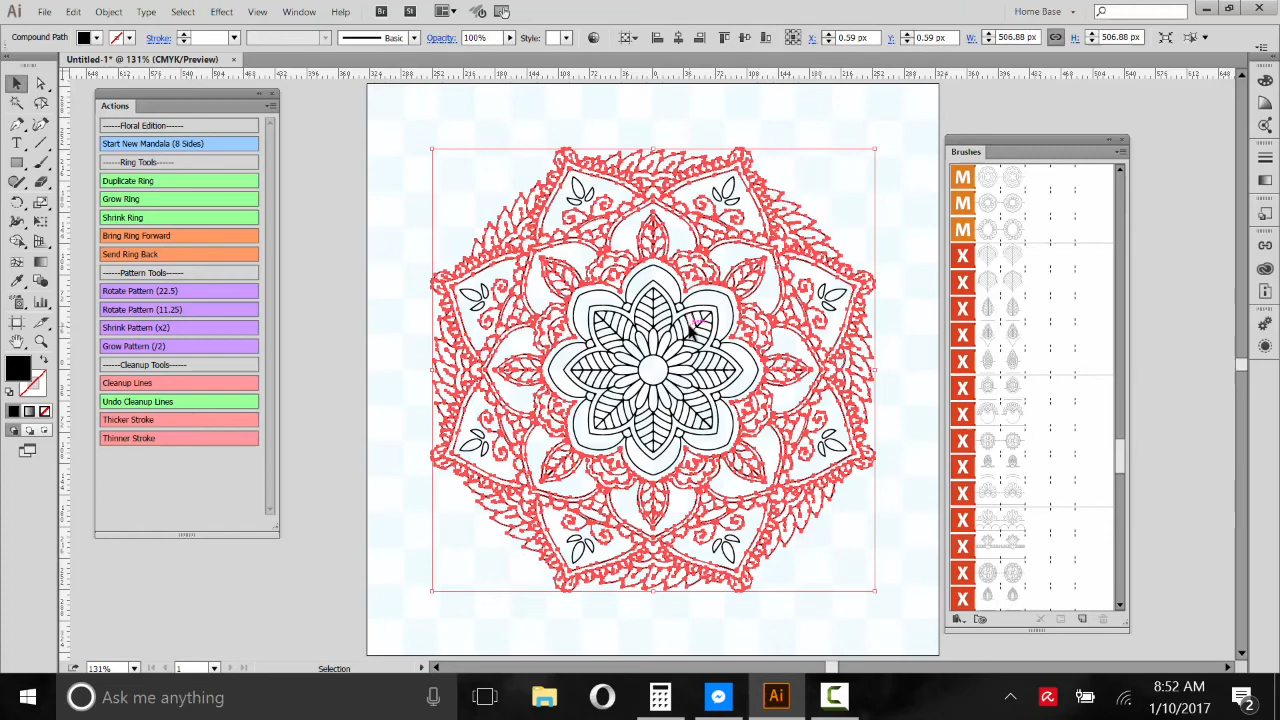 Ai File Edit Object Type Select Effect View Window Help Br St Home Base
Compound Path Stroke: Basic Opacity: 100% Style: X: 0.59 px Y: 0.59 px W: 506.88 px H: 506.88 px
Untitled-1* @ 131% (CMYK/Preview) ×
Actions
------Floral Edition------
Start New Mandala (8 Sides)
------Ring Tools------
Duplicate Ring
Grow Ring
Shrink Ring
Bring Ring Forward
Send Ring Back
------Pattern Tools------
Rotate Pattern (22.5)
Rotate Pattern (11.25)
Shrink Pattern (x2)
Grow Pattern (/2)
------Cleanup Tools------
Cleanup Lines
Undo Cleanup Lines
Thicker Stroke
Thinner Stroke
Brushes
M
M
M
X
X
X
X
X
X
X
X
X
X
X
X
X
X
131% 1 Selection
Ask me anything
Ai
8:52 AM
1/10/2017
2